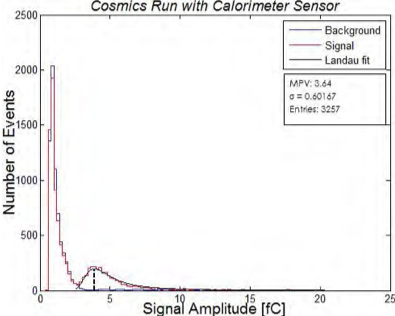 Cosmics Run with Calorimeter Sensor
2500
2000
1500
1000
500
0
Number of Events
Background
Signal
Landau fit
MPV: 3.64
σ = 0.60167
Entries: 3257
0 5 10 15 20 25
Signal Amplitude [fC]